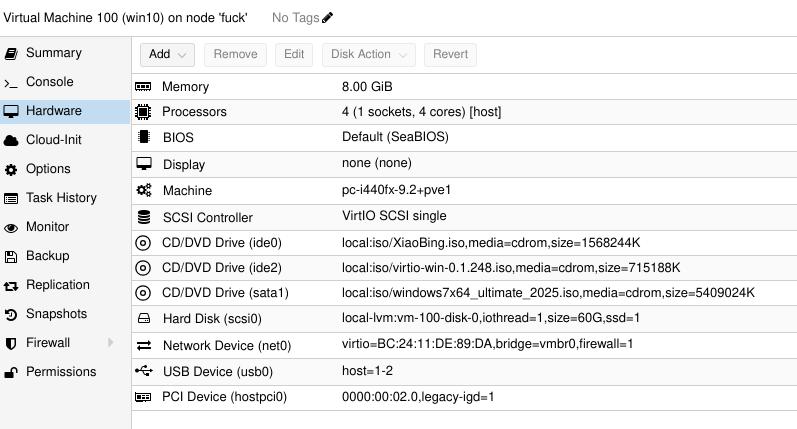 Virtual Machine 100 (win10) on node 'fuck' No Tags
Summary
Console
Hardware
Cloud-Init
Options
Task History
Monitor
Backup
Replication
Snapshots
Firewall
Permissions
Add Remove Edit Disk Action Revert
Memory 8.00 GiB
Processors 4 (1 sockets, 4 cores) [host]
BIOS Default (SeaBIOS)
Display none (none)
Machine pc-i440fx-9.2+pve1
SCSI Controller VirtIO SCSI single
CD/DVD Drive (ide0) local:iso/XiaoBing.iso,media=cdrom,size=1568244K
CD/DVD Drive (ide2) local:iso/virtio-win-0.1.248.iso,media=cdrom,size=715188K
CD/DVD Drive (sata1) local:iso/windows7x64_ultimate_2025.iso,media=cdrom,size=5409024K
Hard Disk (scsi0) local-lvm:vm-100-disk-0,iothread=1,size=60G,ssd=1
Network Device (net0) virtio=BC:24:11:DE:89:DA,bridge=vmbr0,firewall=1
USB Device (usb0) host=1-2
PCI Device (hostpci0) 0000:00:02.0,legacy-igd=1